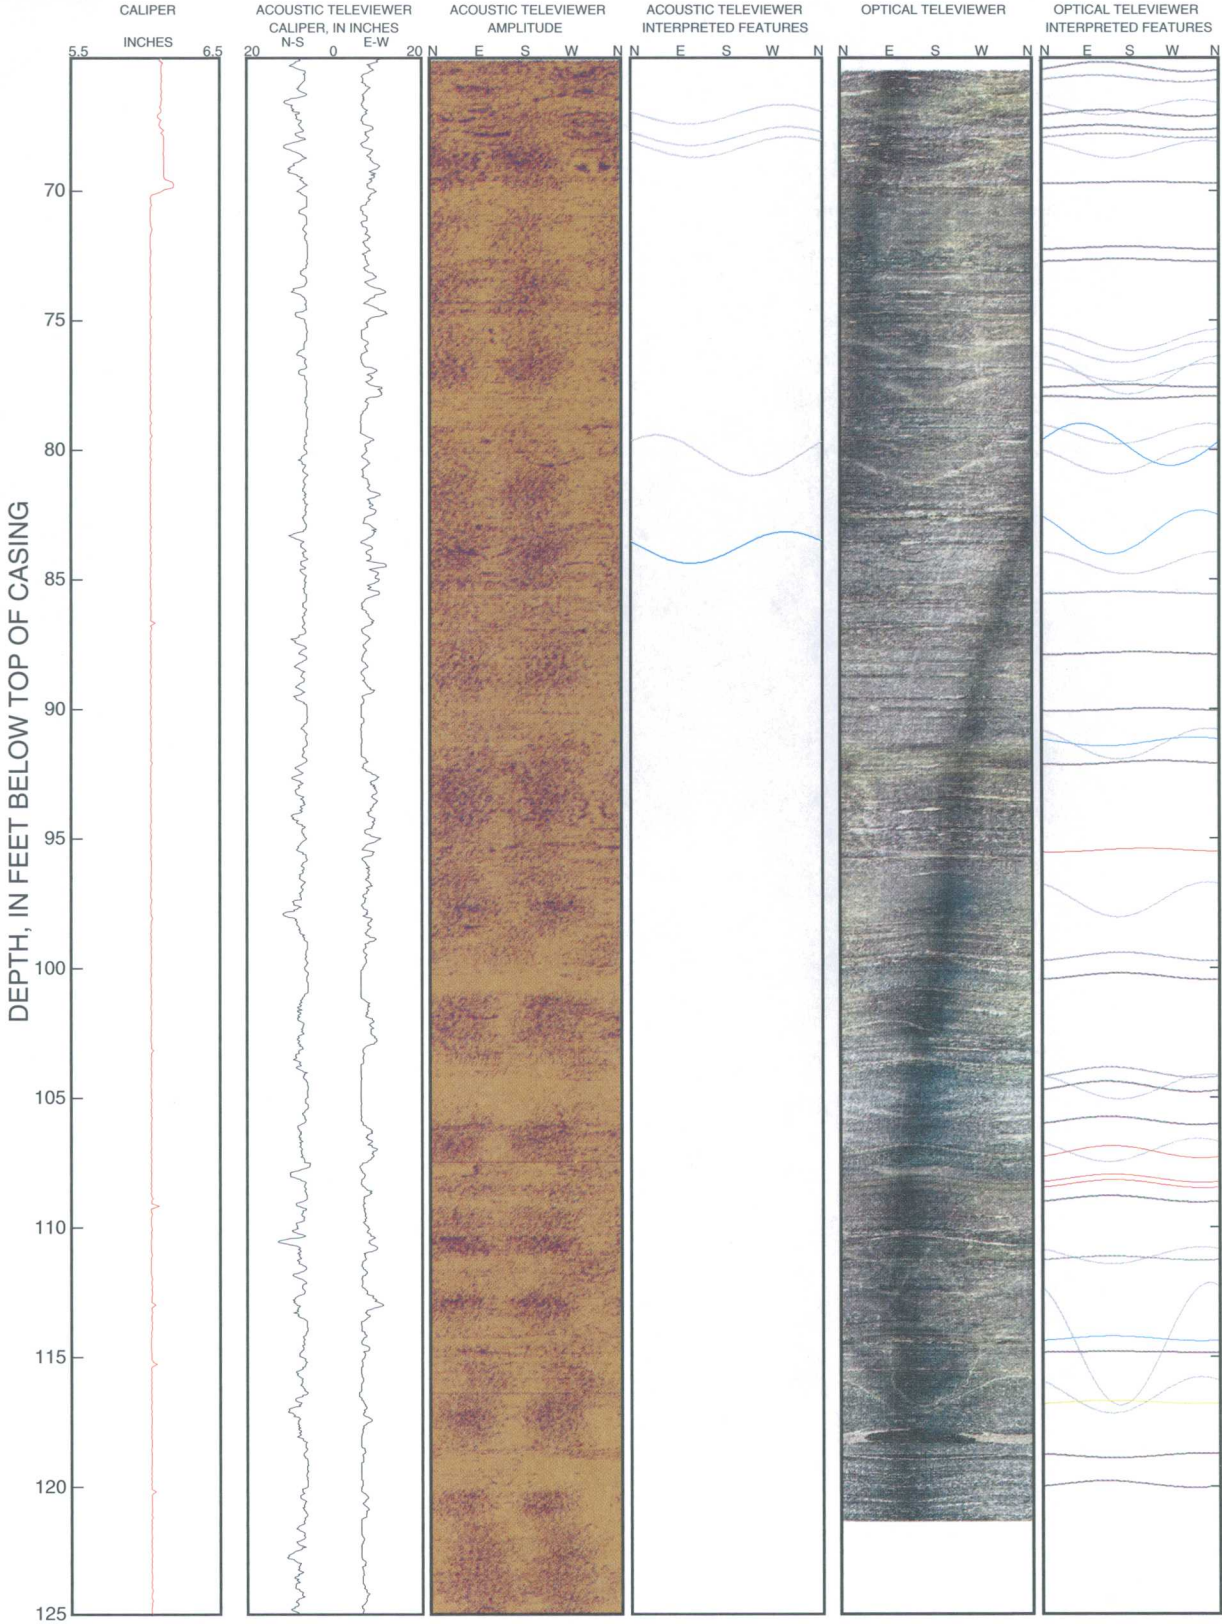 CALIPER
INCHES
5.5 6.5
ACOUSTIC TELEVIEWER
CALIPER, IN INCHES
N-S E-W
20 0 20
ACOUSTIC TELEVIEWER
AMPLITUDE
N E S W N
ACOUSTIC TELEVIEWER
INTERPRETED FEATURES
N E S W N
OPTICAL TELEVIEWER
N E S W N
OPTICAL TELEVIEWER
INTERPRETED FEATURES
N E S W N
DEPTH, IN FEET BELOW TOP OF CASING
70
75
80
85
90
95
100
105
110
115
120
125